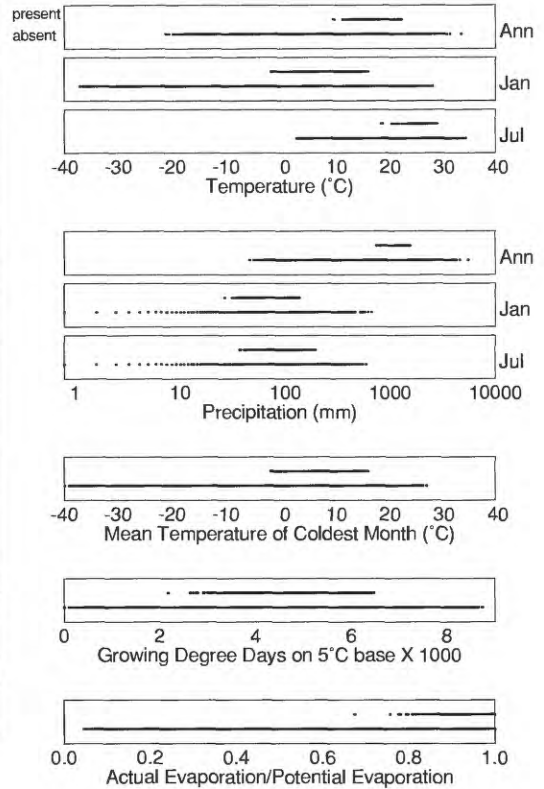 present
absent
Ann
Jan
Jul
-40 -30 -20 -10 0 10 20 30 40
Temperature (˚C)
Ann
Jan
Jul
1 10 100 1000 10000
Precipitation (mm)
-40 -30 -20 -10 0 10 20 30 40
Mean Temperature of Coldest Month (˚C)
0 2 4 6 8
Growing Degree Days on 5˚C base X 1000
0.0 0.2 0.4 0.6 0.8 1.0
Actual Evaporation/Potential Evaporation